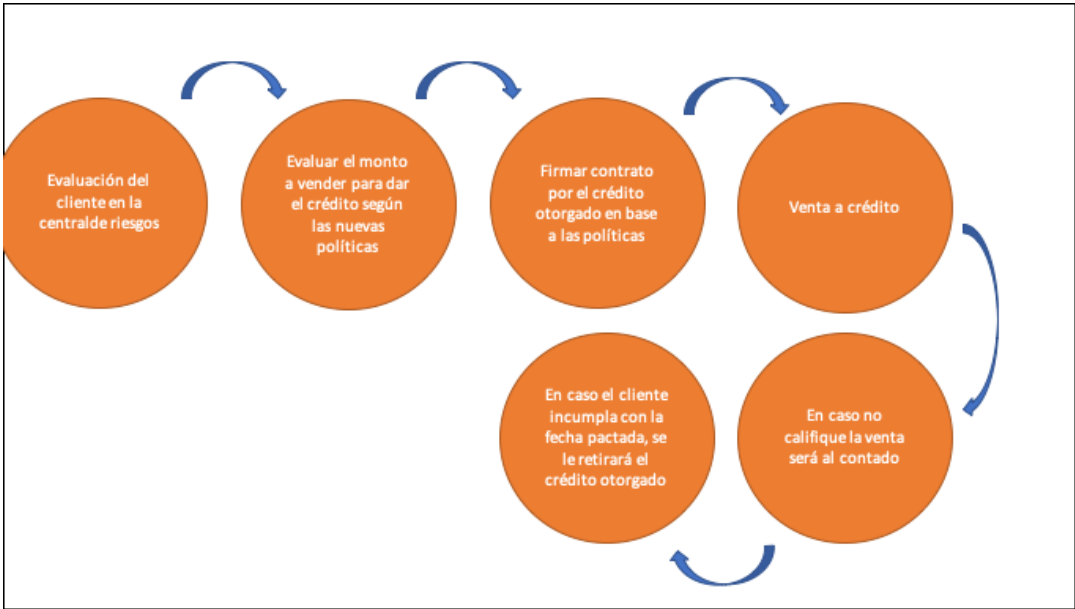 Evaluación del
cliente en la
centralde riesgos
Evaluar el monto
a vender para dar
el crédito según
las nuevas
políticas
Firmar contrato
por el crédito
otorgado en base
a las políticas
Venta a crédito
En caso no
califique la venta
será al contado
En caso el cliente
incumpla con la
fecha pactada, se
le retirará el
crédito otorgado